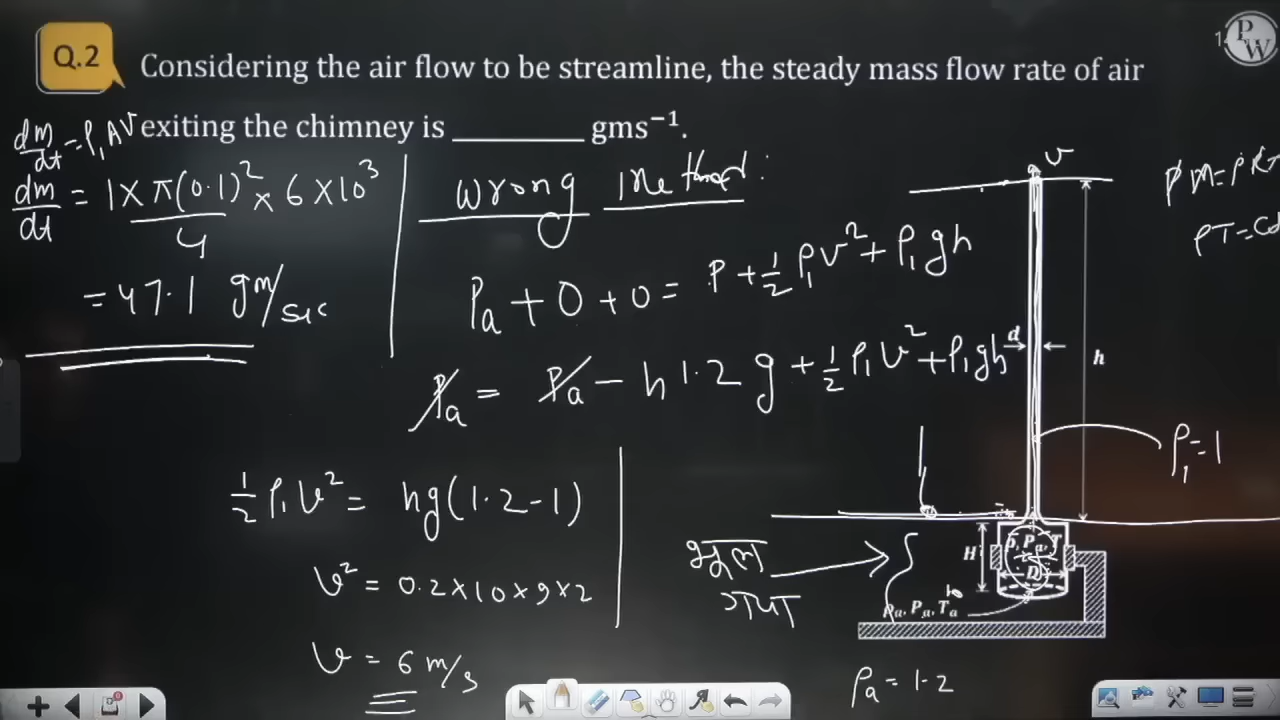 Q.2
PW
Considering the air flow to be streamline, the steady mass flow rate of air
exiting the chimney is ________ gms⁻¹.
dm/dt = ρ₁AV
dm/dt = 1×π(0.1)²/4 × 6×10³
= 47.1 gm/sec
Wrong Method:
Pₐ + 0 + 0 = P + ½ρ₁v² + ρ₁gh
Pₐ = Pₐ − h 1.2 g + ½ρ₁v² + ρ₁gh
½ρ₁v² = hg(1.2-1)
v² = 0.2×10×9×2
v = 6 m/s
भूल
गया
v
PM=ρRT
ρT=Co
d
h
ρ₁=1
H
ρ, Pₐ, T
D
ρₐ, Pₐ, Tₐ
ρₐ = 1.2